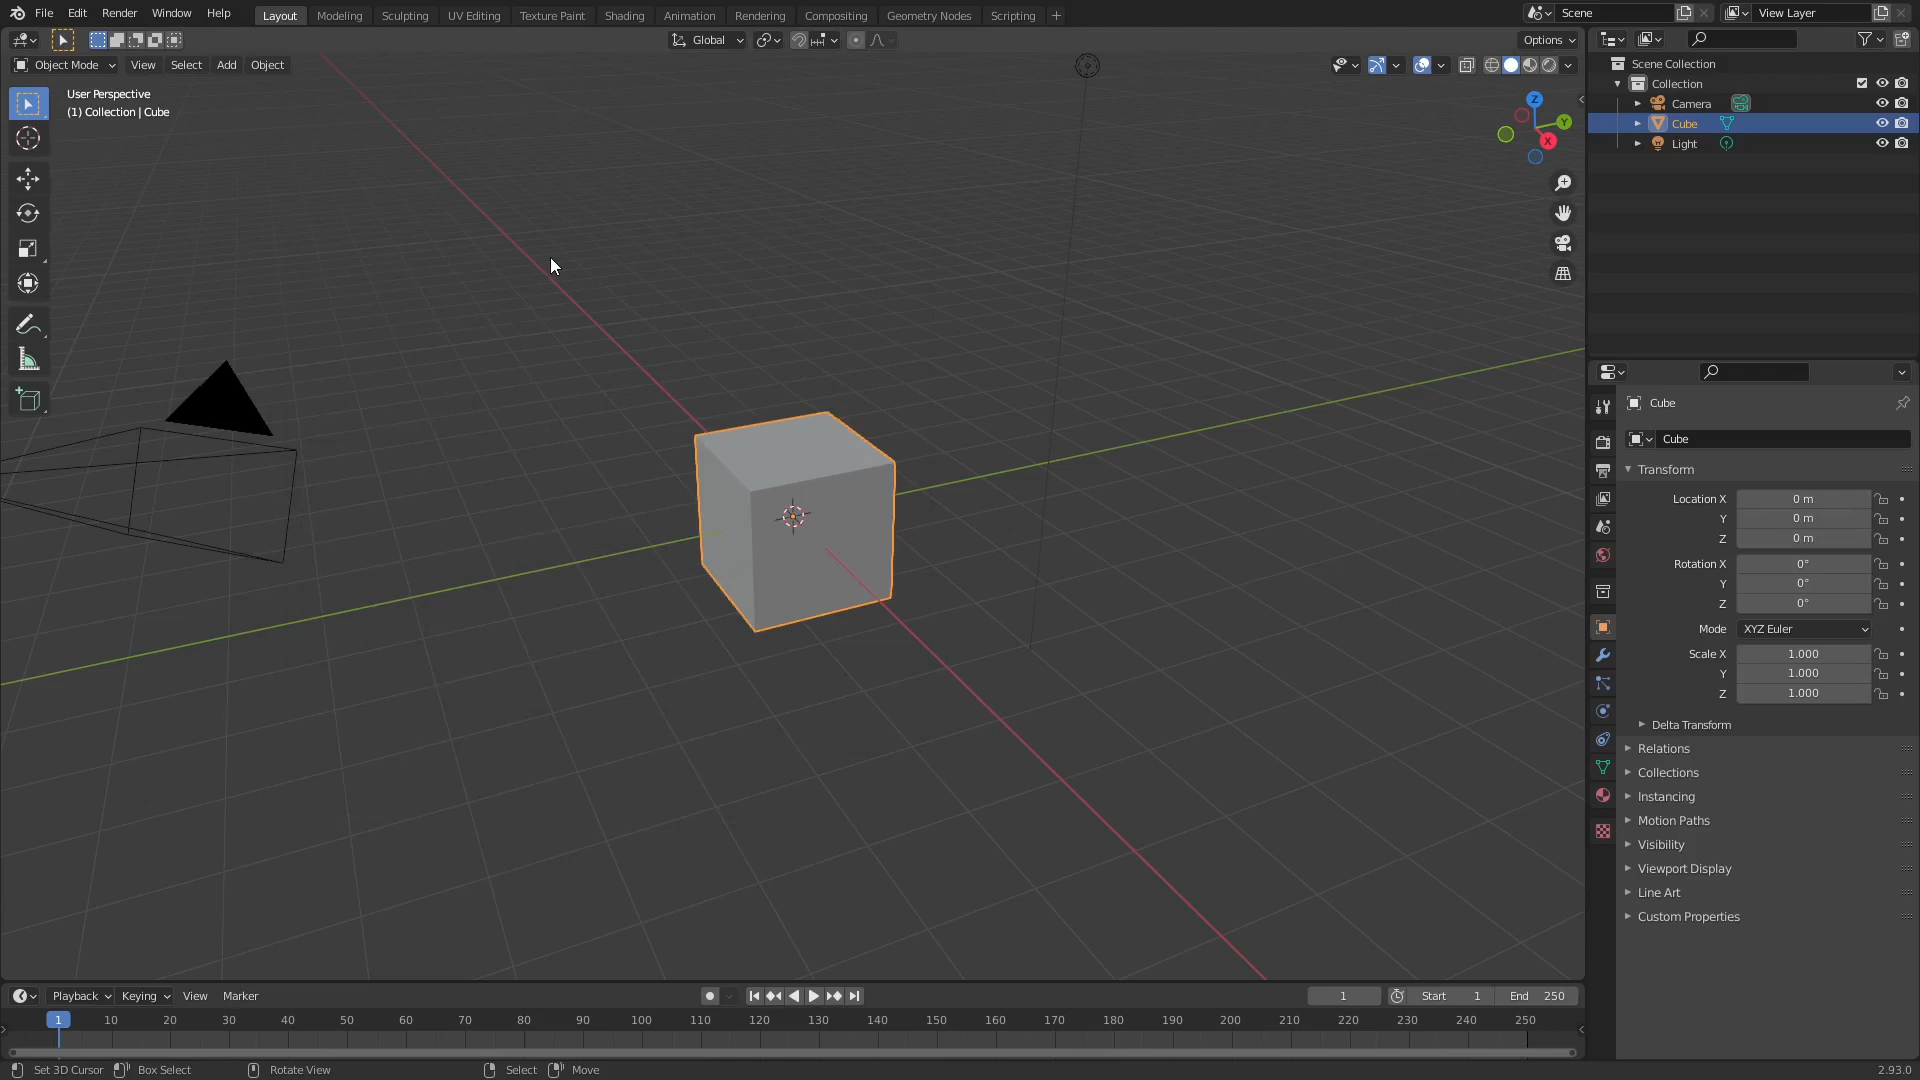 File Edit Render Window Help
Layout Modeling Sculpting UV Editing Texture Paint Shading Animation Rendering Compositing Geometry Nodes Scripting +
Scene
View Layer
Global
Options
Object Mode View Select Add Object
User Perspective
(1) Collection | Cube
Z
Y
X
Scene Collection
Collection
Camera
Cube
Light
Cube
Cube
Transform
Location X 0 m
Y 0 m
Z 0 m
Rotation X 0°
Y 0°
Z 0°
Mode XYZ Euler
Scale X 1.000
Y 1.000
Z 1.000
Delta Transform
Relations
Collections
Instancing
Motion Paths
Visibility
Viewport Display
Line Art
Custom Properties
Playback Keying View Marker
1 Start 1 End 250
1 10 20 30 40 50 60 70 80 90 100 110 120 130 140 150 160 170 180 190 200 210 220 230 240 250
Set 3D Cursor Box Select Rotate View Select Move 2.93.0